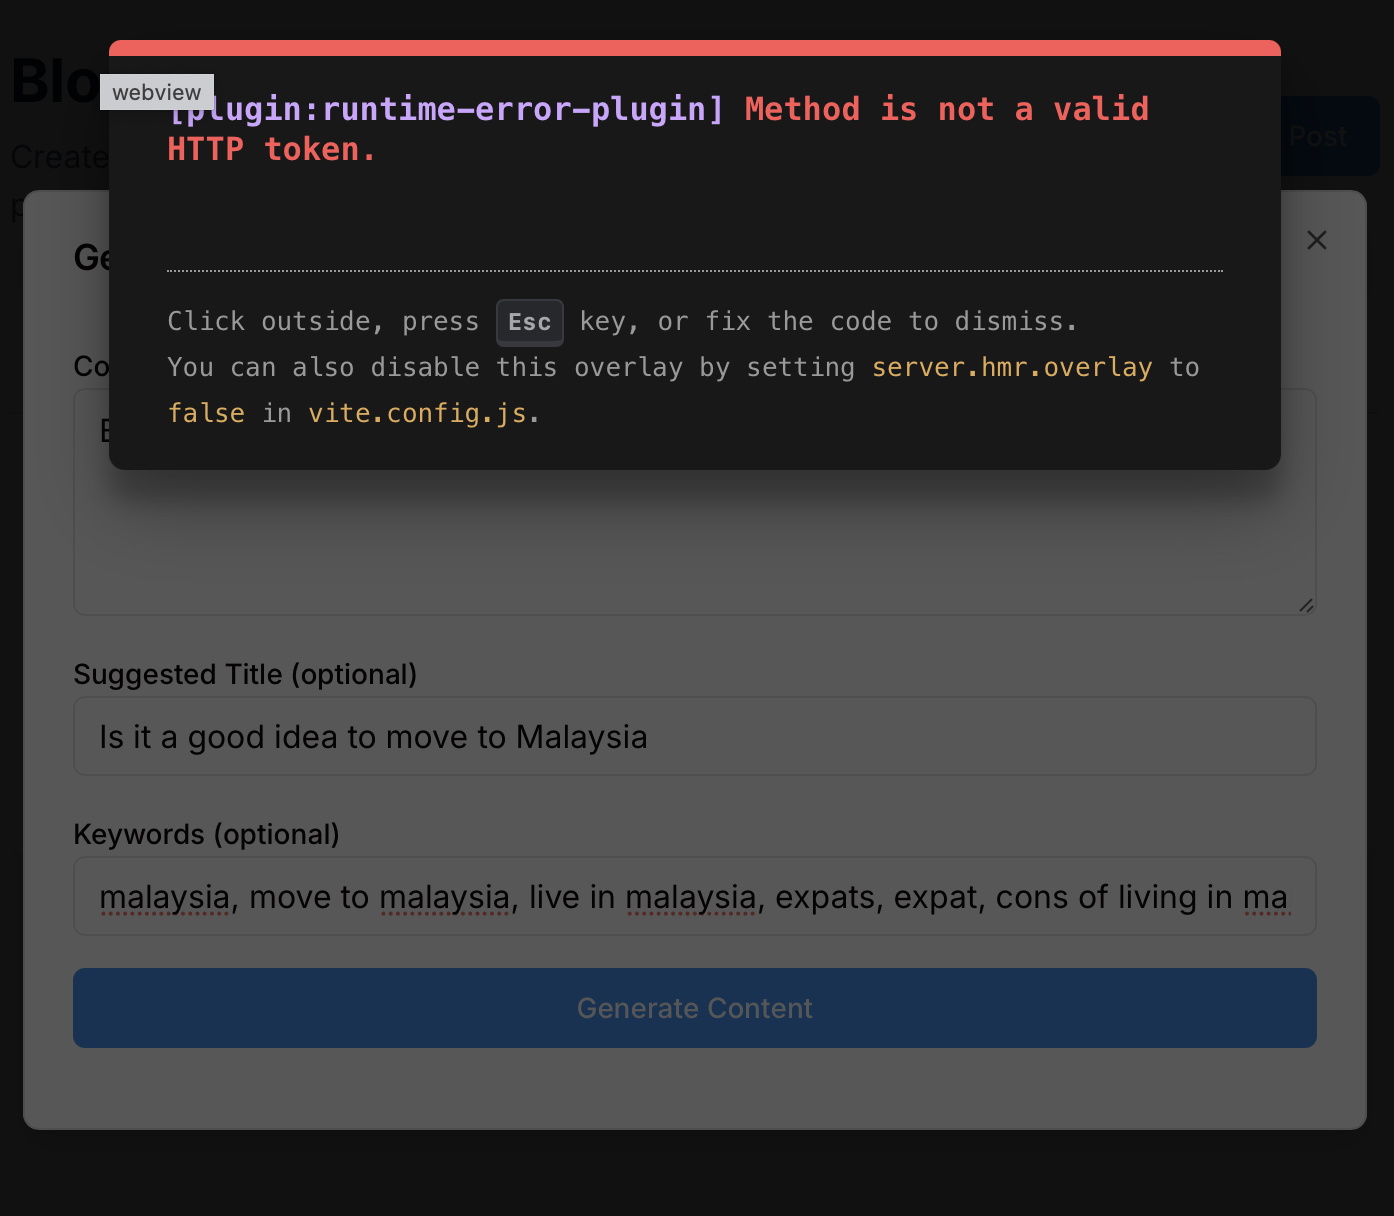 Blo
webview
[plugin:runtime-error-plugin] Method is not a valid
HTTP token.
Post
Create
p
Ge
Click outside, press Esc key, or fix the code to dismiss.
Co
You can also disable this overlay by setting server.hmr.overlay to
false in vite.config.js.
Suggested Title (optional)
Is it a good idea to move to Malaysia
Keywords (optional)
malaysia, move to malaysia, live in malaysia, expats, expat, cons of living in ma
Generate Content